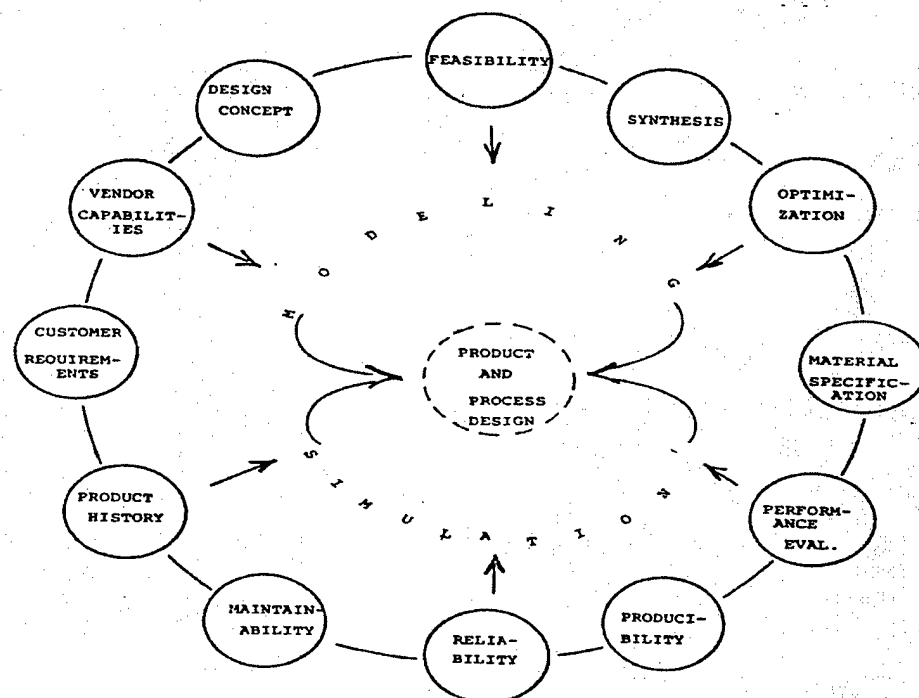 FEASIBILITY
DESIGN
CONCEPT
SYNTHESIS
VENDOR
CAPABILIT-
IES
OPTIMI-
ZATION
MODELING
CUSTOMER
REQUIREM-
ENTS
PRODUCT
AND
PROCESS
DESIGN
MATERIAL
SPECIFIC-
ATION
SIMULATION
PRODUCT
HISTORY
PERFORM-
ANCE
EVAL.
MAINTAIN-
ABILITY
RELIA-
BILITY
PRODUCI-
BILITY